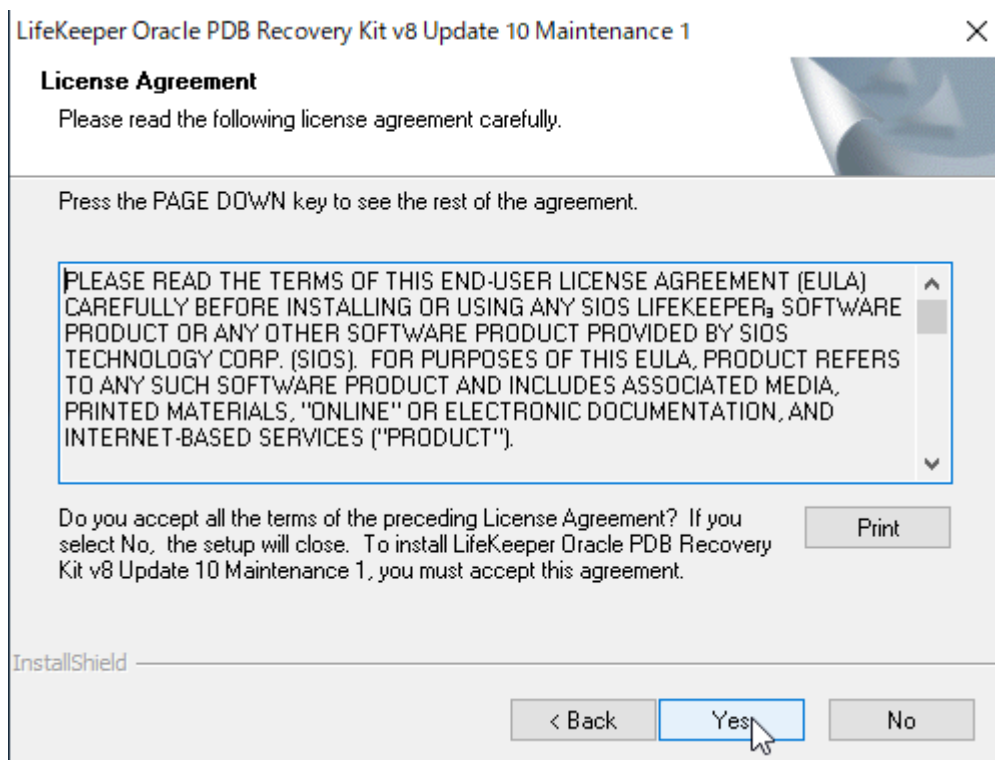 LifeKeeper Oracle PDB Recovery Kit v8 Update 10 Maintenance 1
License Agreement
Please read the following license agreement carefully.
Press the PAGE DOWN key to see the rest of the agreement.
PLEASE READ THE TERMS OF THIS END-USER LICENSE AGREEMENT (EULA)
CAREFULLY BEFORE INSTALLING OR USING ANY SIOS LIFEKEEPER₃ SOFTWARE
PRODUCT OR ANY OTHER SOFTWARE PRODUCT PROVIDED BY SIOS
TECHNOLOGY CORP. (SIOS).  FOR PURPOSES OF THIS EULA, PRODUCT REFERS
TO ANY SUCH SOFTWARE PRODUCT AND INCLUDES ASSOCIATED MEDIA,
PRINTED MATERIALS, "ONLINE" OR ELECTRONIC DOCUMENTATION, AND
INTERNET-BASED SERVICES ("PRODUCT").
Do you accept all the terms of the preceding License Agreement?  If you
select No,  the setup will close.  To install LifeKeeper Oracle PDB Recovery
Kit v8 Update 10 Maintenance 1, you must accept this agreement.
Print
InstallShield
< Back
Yes
No